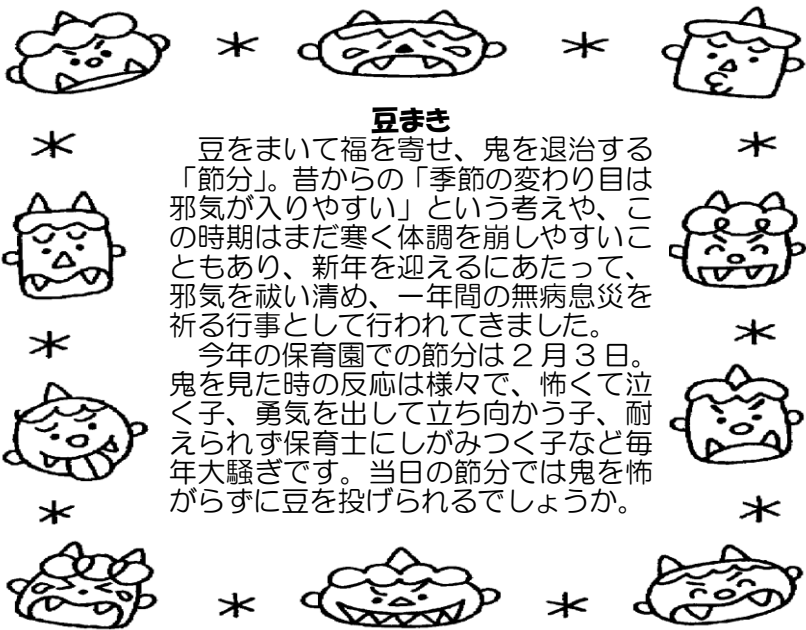 豆まき
　豆をまいて福を寄せ、鬼を退治する
「節分」。昔からの「季節の変わり目は
邪気が入りやすい」という考えや、こ
の時期はまだ寒く体調を崩しやすいこ
ともあり、新年を迎えるにあたって、
邪気を祓い清め、一年間の無病息災を
祈る行事として行われてきました。
　今年の保育園での節分は２月３日。
鬼を見た時の反応は様々で、怖くて泣
く子、勇気を出して立ち向かう子、耐
えられず保育士にしがみつく子など毎
年大騒ぎです。当日の節分では鬼を怖
がらずに豆を投げられるでしょうか。